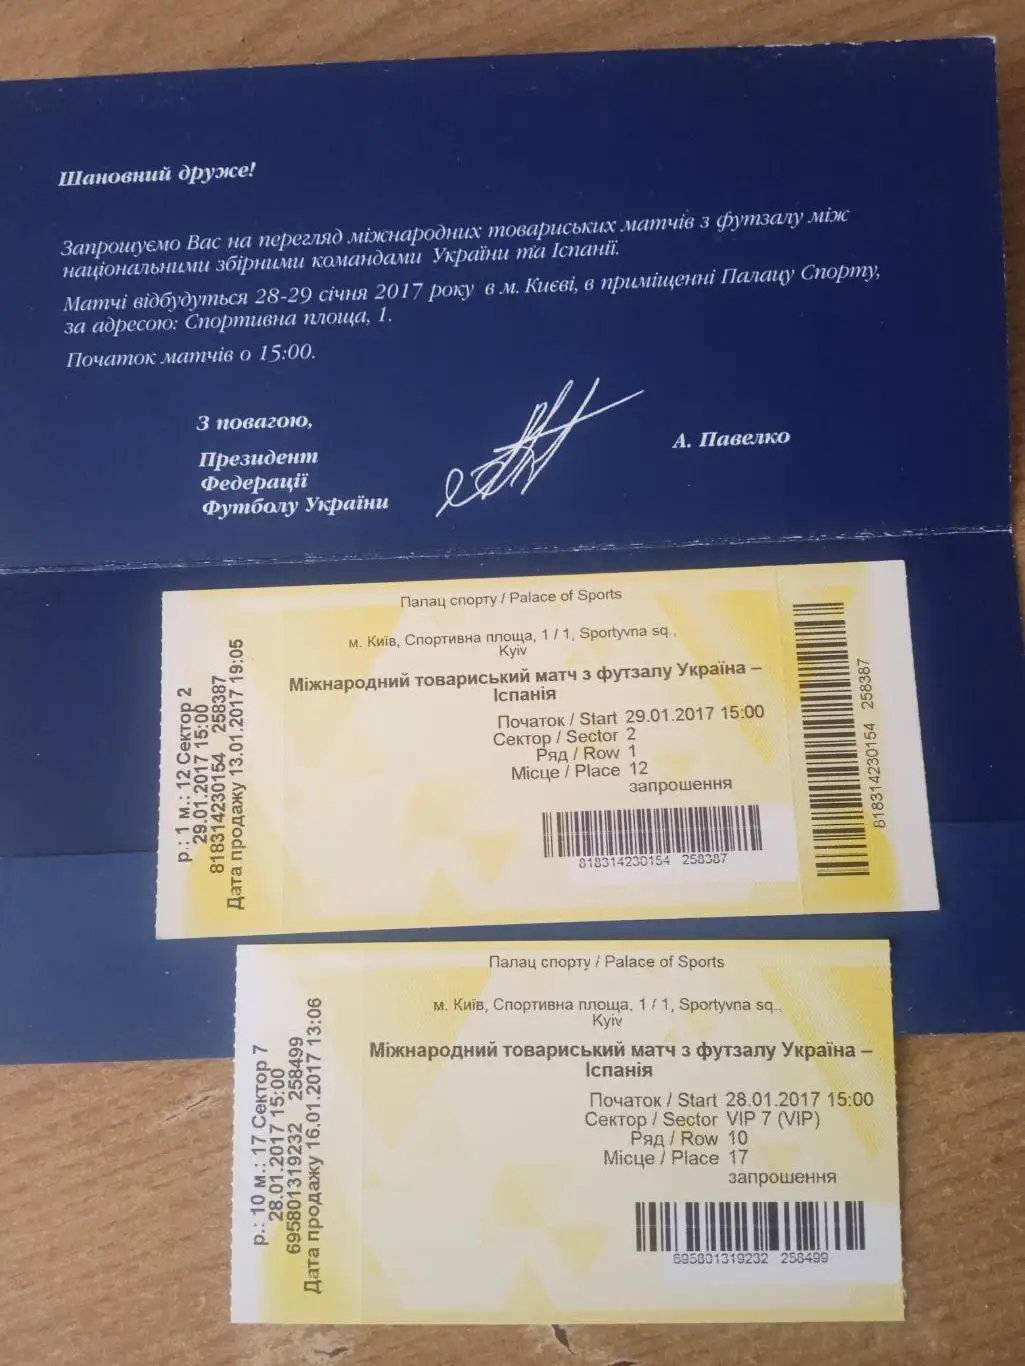 Шановний друже!
Запрошуємо Вас на перегляд міжнародних товариських матчів з футзалу між
національними збірними командами України та Іспанії.
Матчі відбудуться 28-29 січня 2017 року в м. Києві, в приміщенні Палацу Спорту,
за адресою: Спортивна площа, 1.
Початок матчів о 15:00.
З повагою,
Президент
Федерації
Футболу України
А. Павелко
р.: 1 м.: 12 Сектор 2
29.01.2017 15:00
818314230154 258387
Дата продажу 13.01.2017 19:05
Палац спорту / Palace of Sports
м. Київ, Спортивна площа, 1 / 1, Sportyvna sq.,
Kyiv
Міжнародний товариський матч з футзалу Україна –
Іспанія
Початок / Start 29.01.2017 15:00
Сектор / Sector 2
Ряд / Row 1
Місце / Place 12
запрошення
818314230154 258387
818314230154 258387
р.: 10 м.: 17 Сектор 7
28.01.2017 15:00
695801319232 258499
Дата продажу 16.01.2017 13:06
Палац спорту / Palace of Sports
м. Київ, Спортивна площа, 1 / 1, Sportyvna sq.,
Kyiv
Міжнародний товариський матч з футзалу Україна –
Іспанія
Початок / Start 28.01.2017 15:00
Сектор / Sector VIP 7 (VIP)
Ряд / Row 10
Місце / Place 17
запрошення
695801319232 258499